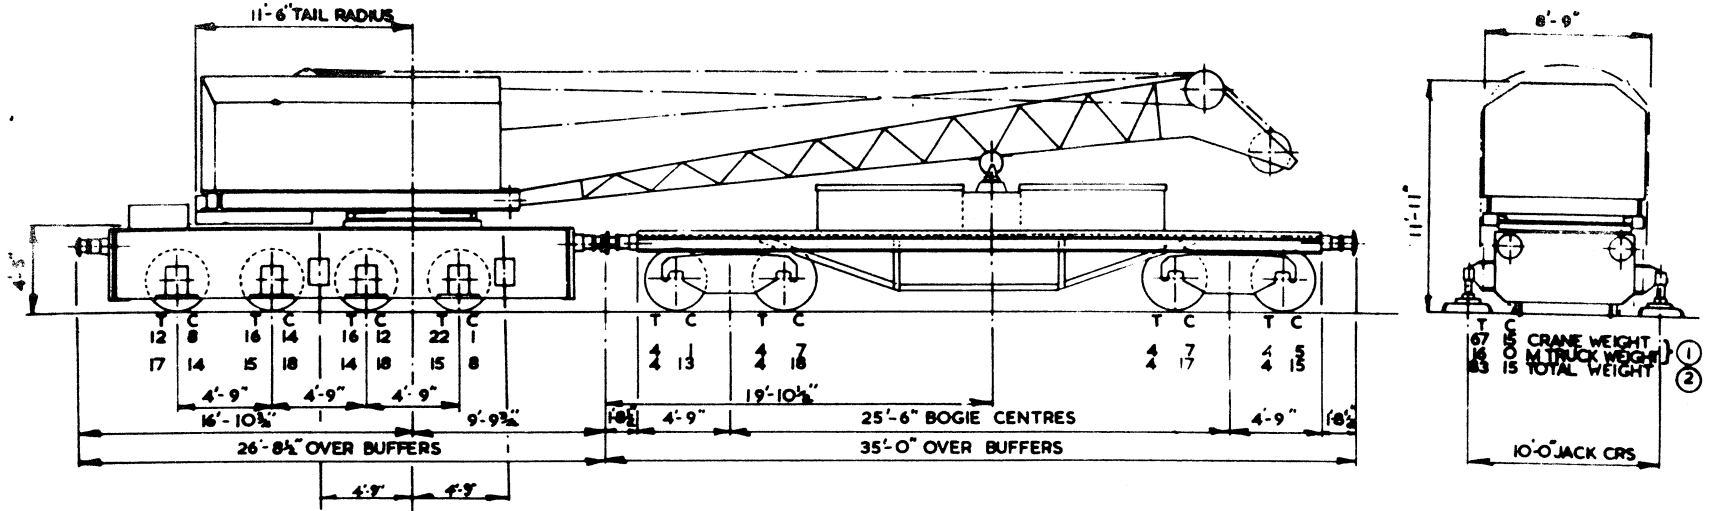 11'-6" TAIL RADIUS
8'-9"
11'-11"
4'-5"
T C T C T C T C T C T C T C T C
12 8 16 14 16 12 22 1
4 1 4 7 4 7 4 5
17 14 15 18 14 18 15 8
4 13 4 18 4 17 4 15
T C
67 15 CRANE WEIGHT
16 0 M TRUCK WEIGHT
83 15 TOTAL WEIGHT
1
2
4'-9" 4'-9" 4'-9"
19'-10½"
16'-10¾" 9'-9¾"
1'-8½" 4'-9" 25'-6" BOGIE CENTRES 4'-9" 1'-8½"
26'-8½" OVER BUFFERS
35'-0" OVER BUFFERS
10'-0" JACK CRS
4'-9" 4'-9"